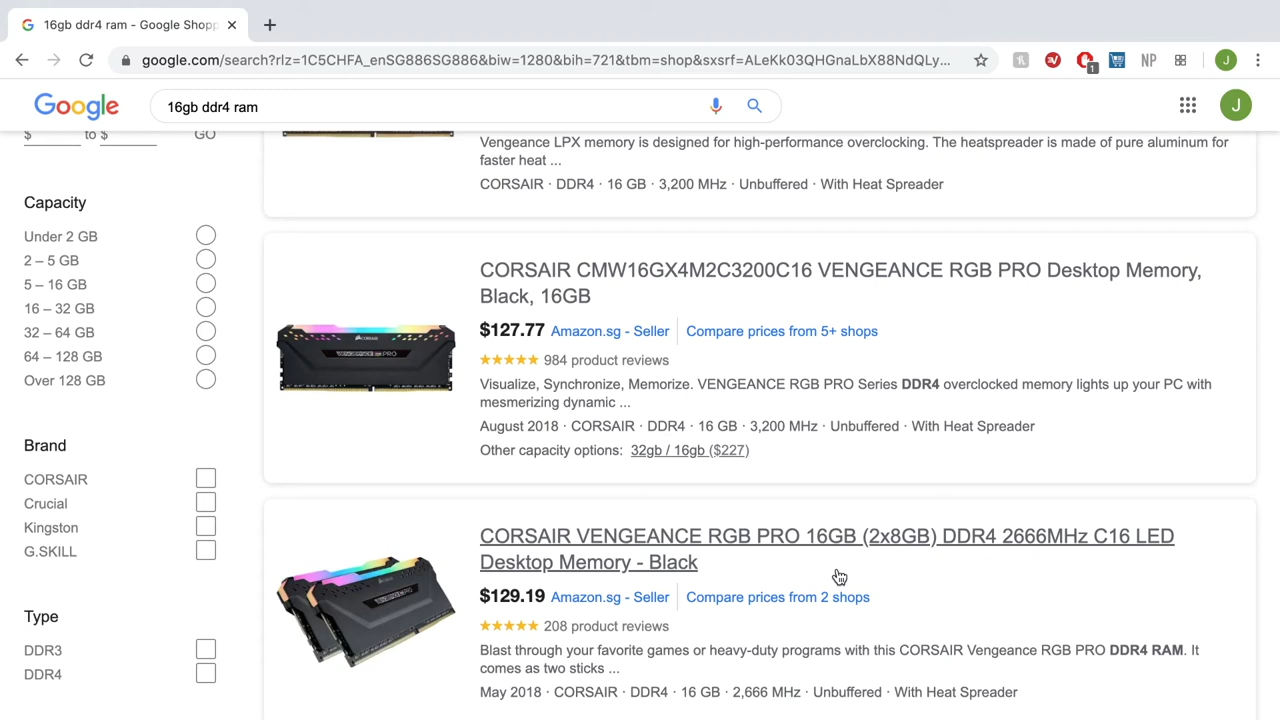 16gb ddr4 ram - Google Shopp
google.com/search?rlz=1C5CHFA_enSG886SG886&biw=1280&bih=721&tbm=shop&sxsrf=ALeKk03QHGnaLbX88NdQLy...
1
NP
J
Google
16gb ddr4 ram
J
$ to $ GO
Vengeance LPX memory is designed for high-performance overclocking. The heatspreader is made of pure aluminum for
faster heat ...
CORSAIR · DDR4 · 16 GB · 3,200 MHz · Unbuffered · With Heat Spreader
Capacity
Under 2 GB
2 – 5 GB
5 – 16 GB
16 – 32 GB
32 – 64 GB
64 – 128 GB
Over 128 GB
CORSAIR CMW16GX4M2C3200C16 VENGEANCE RGB PRO Desktop Memory,
Black, 16GB
$127.77 Amazon.sg - Seller Compare prices from 5+ shops
984 product reviews
Visualize, Synchronize, Memorize. VENGEANCE RGB PRO Series DDR4 overclocked memory lights up your PC with
mesmerizing dynamic ...
August 2018 · CORSAIR · DDR4 · 16 GB · 3,200 MHz · Unbuffered · With Heat Spreader
Other capacity options: 32gb / 16gb ($227)
Brand
CORSAIR
Crucial
Kingston
G.SKILL
CORSAIR VENGEANCE RGB PRO 16GB (2x8GB) DDR4 2666MHz C16 LED
Desktop Memory - Black
$129.19 Amazon.sg - Seller Compare prices from 2 shops
208 product reviews
Blast through your favorite games or heavy-duty programs with this CORSAIR Vengeance RGB PRO DDR4 RAM. It
comes as two sticks ...
May 2018 · CORSAIR · DDR4 · 16 GB · 2,666 MHz · Unbuffered · With Heat Spreader
Type
DDR3
DDR4